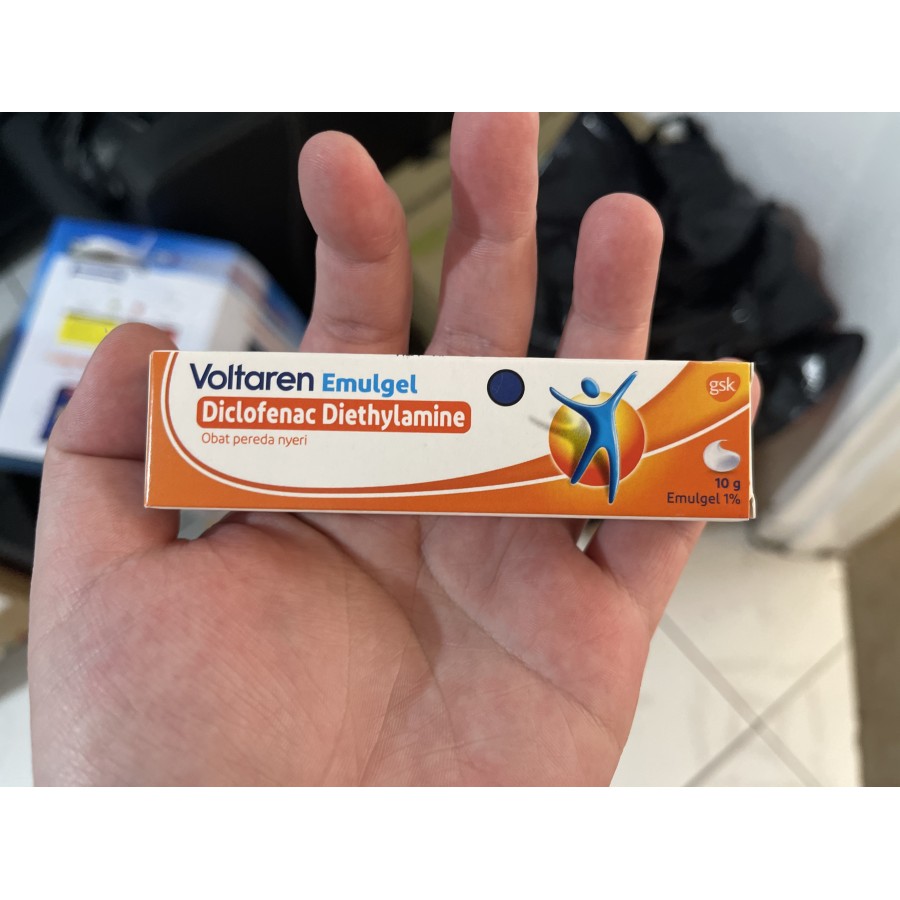 Voltaren Emulgel
Diclofenac Diethylamine
Obat pereda nyeri
gsk
10 g
Emulgel 1%